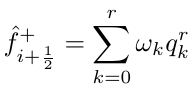 \hat{f}^{+}_{i+\frac{1}{2}} = \sum_{k=0}^{r} \omega_k q_k^r